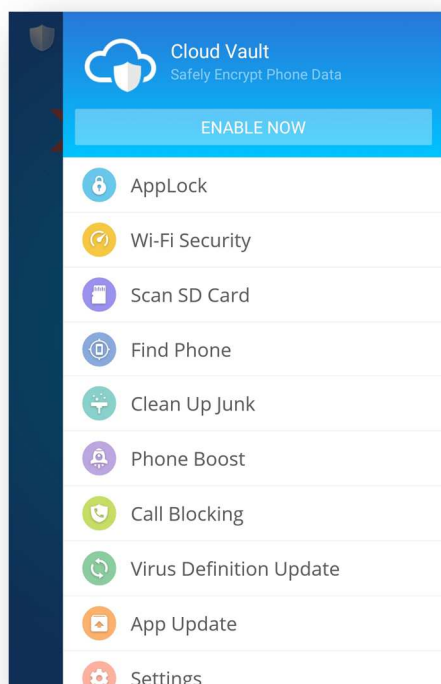 Cloud Vault
Safely Encrypt Phone Data
ENABLE NOW
AppLock
Wi-Fi Security
Scan SD Card
Find Phone
Clean Up Junk
Phone Boost
Call Blocking
Virus Definition Update
App Update
Settings